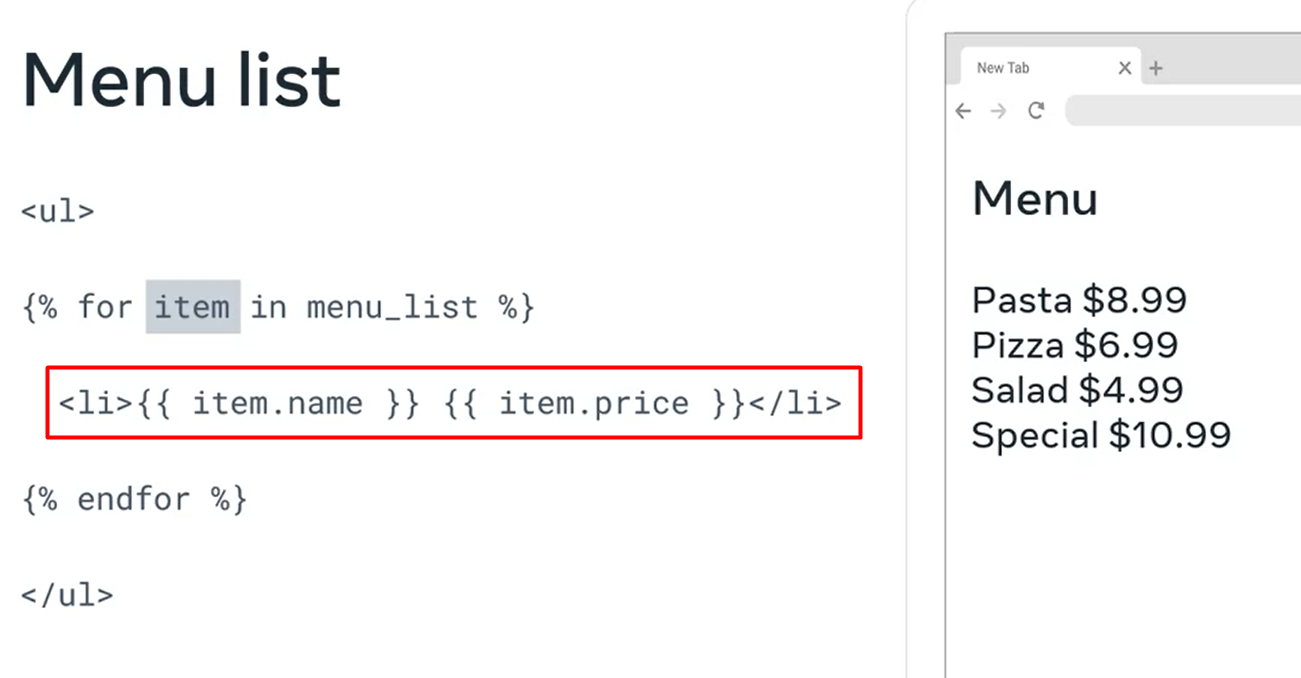 Menu list
<ul>
{% for item in menu_list %}
<li>{{ item.name }} {{ item.price }}</li>
{% endfor %}
</ul>
New Tab
Menu
Pasta $8.99
Pizza $6.99
Salad $4.99
Special $10.99